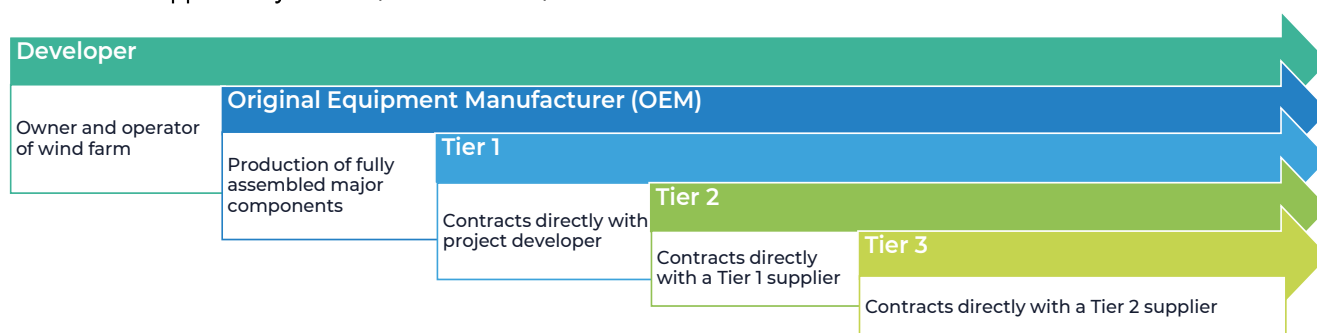 Developer
Owner and operator
of wind farm
Original Equipment Manufacturer (OEM)
Production of fully
assembled major
components
Tier 1
Contracts directly with
project developer
Tier 2
Contracts directly
with a Tier 1 supplier
Tier 3
Contracts directly with a Tier 2 supplier